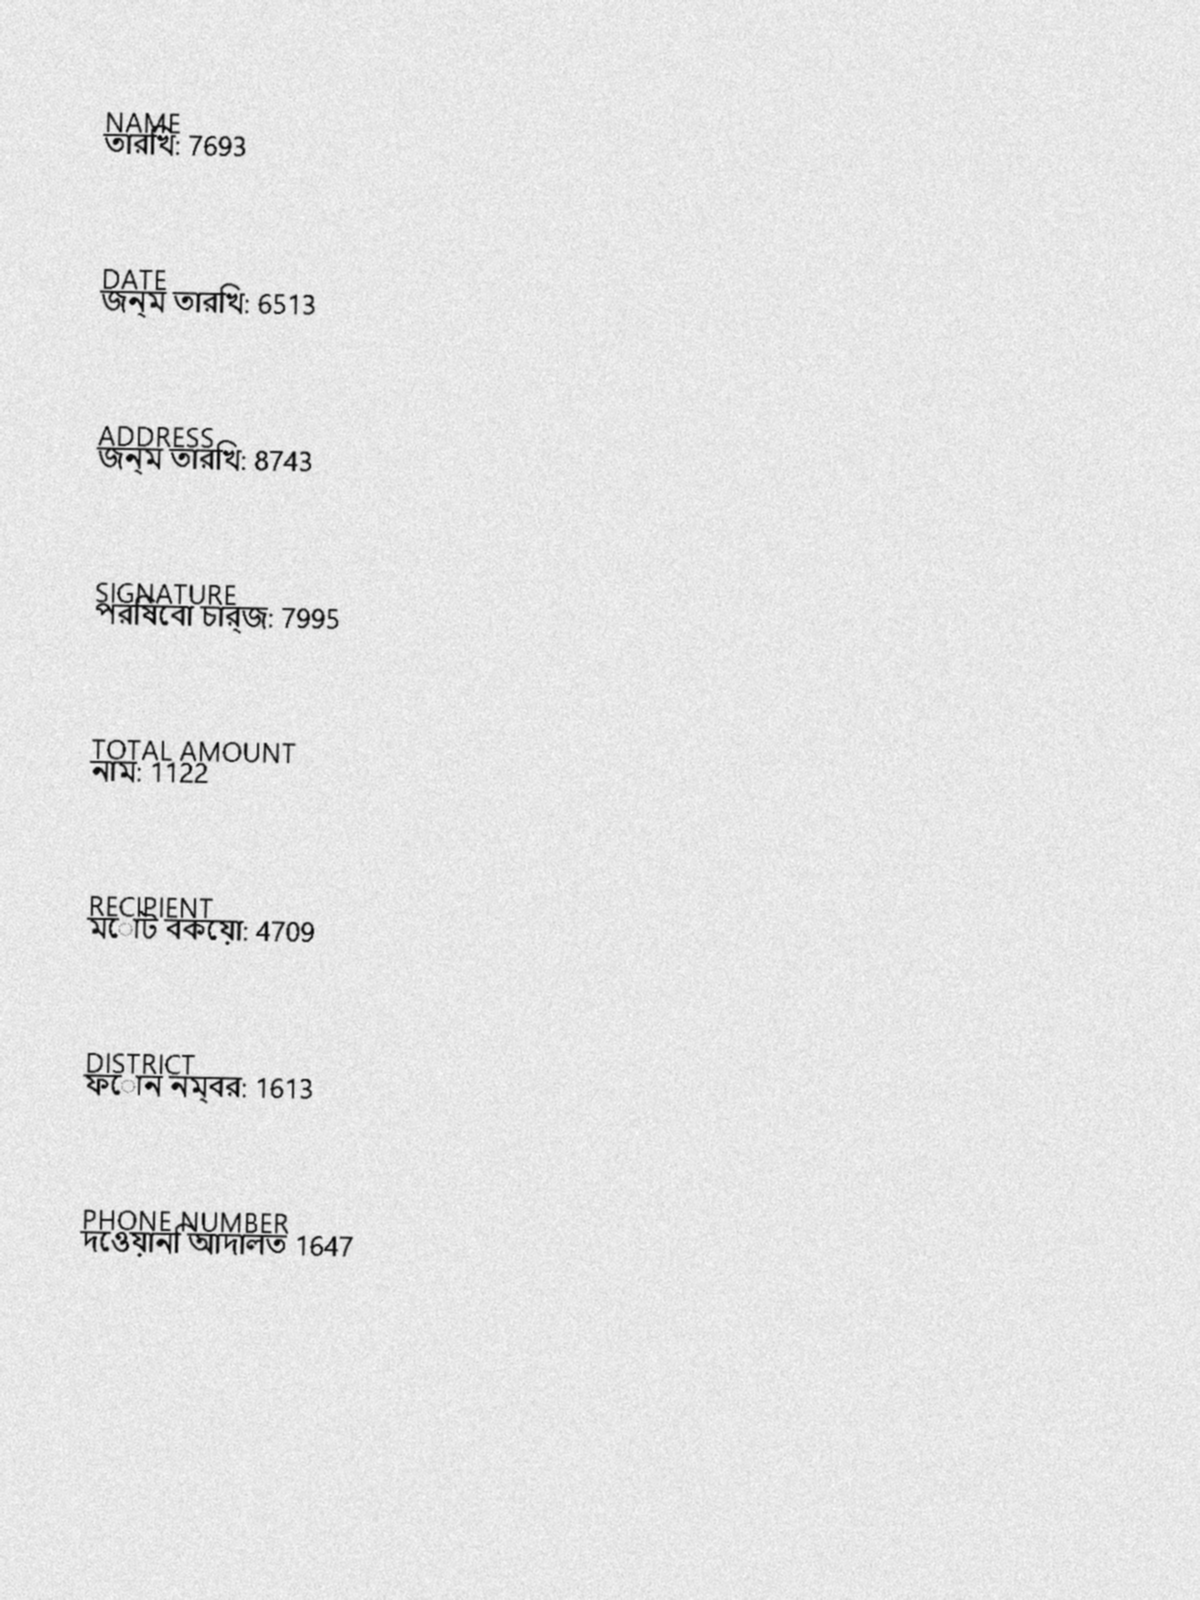 NAME
তারিখ: 7693
DATE
জন্ম তারিখ: 6513
ADDRESS
জন্ম তারিখ: 8743
SIGNATURE
পরিষেবা চার্জ: 7995
TOTAL AMOUNT
নাম: 1122
RECIPIENT
মোট বকেয়া: 4709
DISTRICT
ফোন নম্বর: 1613
PHONE NUMBER
দেওয়ানি আদালত 1647